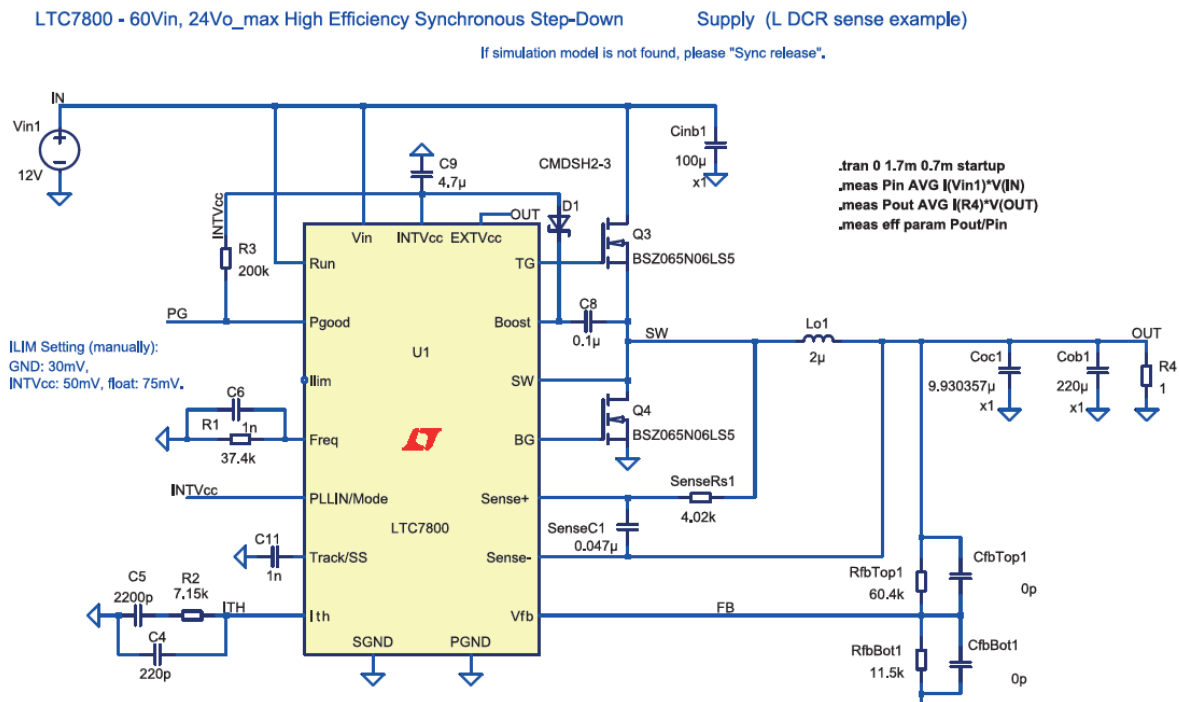 LTC7800 - 60Vin, 24Vo_max High Efficiency Synchronous Step-Down Supply (L DCR sense example)
If simulation model is not found, please "Sync release".
IN
Vin1
12V
C9
4.7µ
CMDSH2-3
Cinb1
100µ
x1
.tran 0 1.7m 0.7m startup
.meas Pin AVG I(Vin1)*V(IN)
.meas Pout AVG I(R4)*V(OUT)
.meas eff param Pout/Pin
INTVcc
R3
200k
OUT
D1
Vin
INTVcc
EXTVcc
Run
TG
Q3
BSZ065N06LS5
PG
Pgood
Boost
C8
0.1µ
U1
SW
Lo1
2µ
OUT
ILIM Setting (manually):
GND: 30mV,
INTVcc: 50mV, float: 75mV.
Ilim
SW
Coc1
9.930357µ
x1
Cob1
220µ
x1
R4
1
C6
1n
R1
37.4k
Freq
BG
Q4
BSZ065N06LS5
INTVcc
PLLIN/Mode
Sense+
SenseRs1
4.02k
LTC7800
SenseC1
0.047µ
C11
1n
Track/SS
Sense-
C5
2200p
R2
7.15k
ITH
Ith
Vfb
FB
RfbTop1
60.4k
CfbTop1
0p
C4
220p
SGND
PGND
RfbBot1
11.5k
CfbBot1
0p